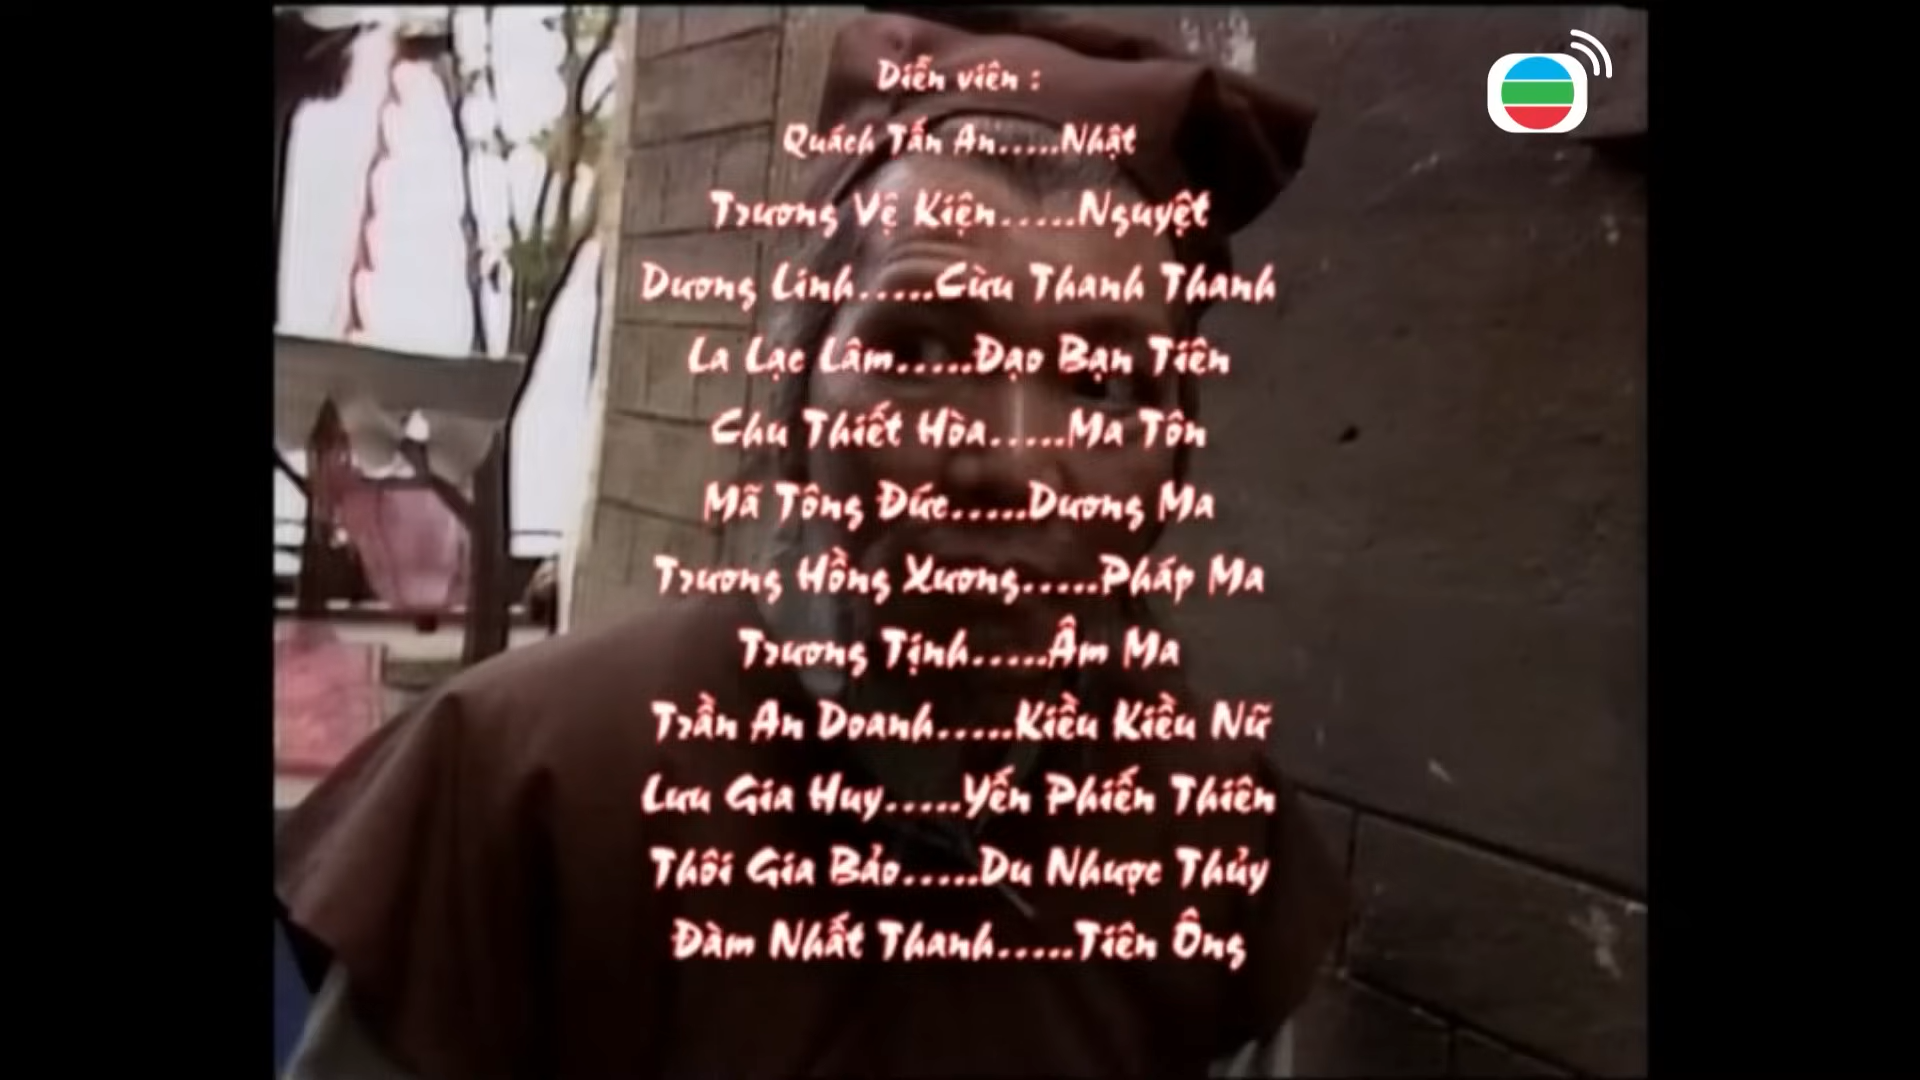 Diễn viên :
Quách Tấn An.....Nhật
Trương Vệ Kiện.....Nguyệt
Dương Linh.....Cừu Thanh Thanh
La Lạc Lâm.....Đạo Bạn Tiên
Chu Thiết Hòa.....Ma Tôn
Mã Tông Đức.....Dương Ma
Trương Hồng Xương.....Pháp Ma
Trương Tịnh.....Âm Ma
Trần An Doanh.....Kiều Kiều Nữ
Lưu Gia Huy.....Yến Phiến Thiên
Thôi Gia Bảo.....Du Nhược Thủy
Đàm Nhất Thanh.....Tiên Ông